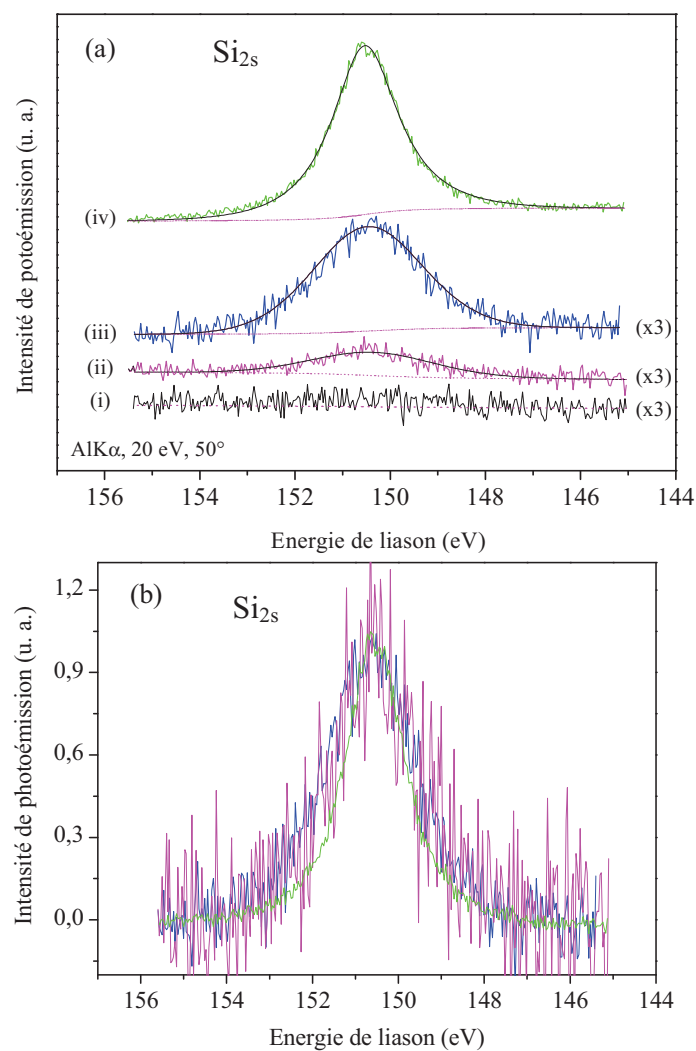 (a)
Si2s
Intensité de potoémission (u. a.)
(iv)
(iii)
(x3)
(ii)
(x3)
(i)
(x3)
AlKα, 20 eV, 50°
156 154 152 150 148 146 144
Energie de liason (eV)
(b)
Si2s
Intensité de photoémission (u. a.)
1,2
0,9
0,6
0,3
0,0
156 154 152 150 148 146 144
Energie de liason (eV)